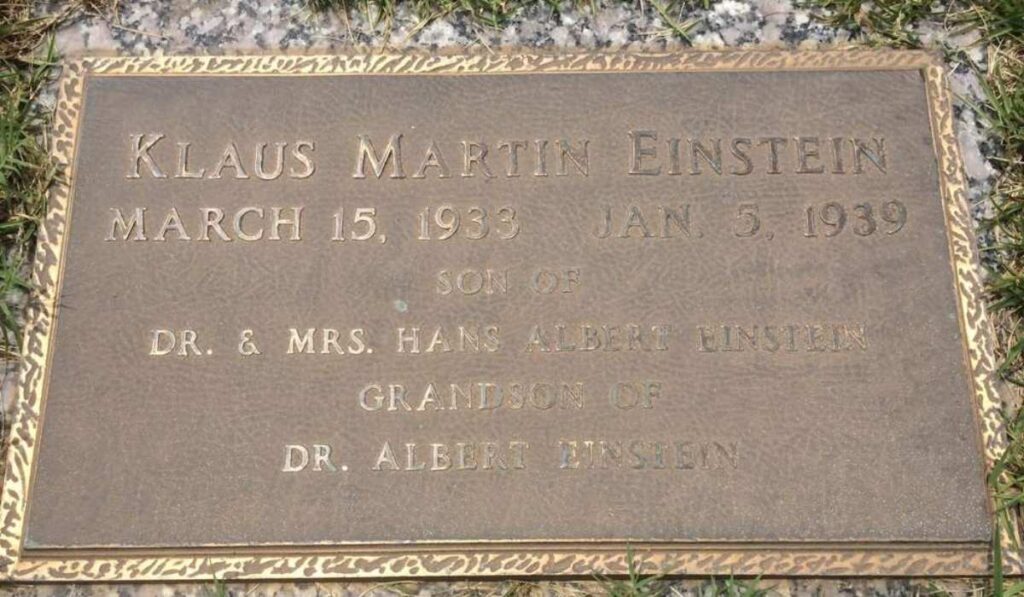 KLAUS MARTIN EINSTEIN
MARCH 15, 1933 JAN. 5, 1939
SON OF
DR. & MRS. HANS ALBERT EINSTEIN
GRANDSON OF
DR. ALBERT EINSTEIN